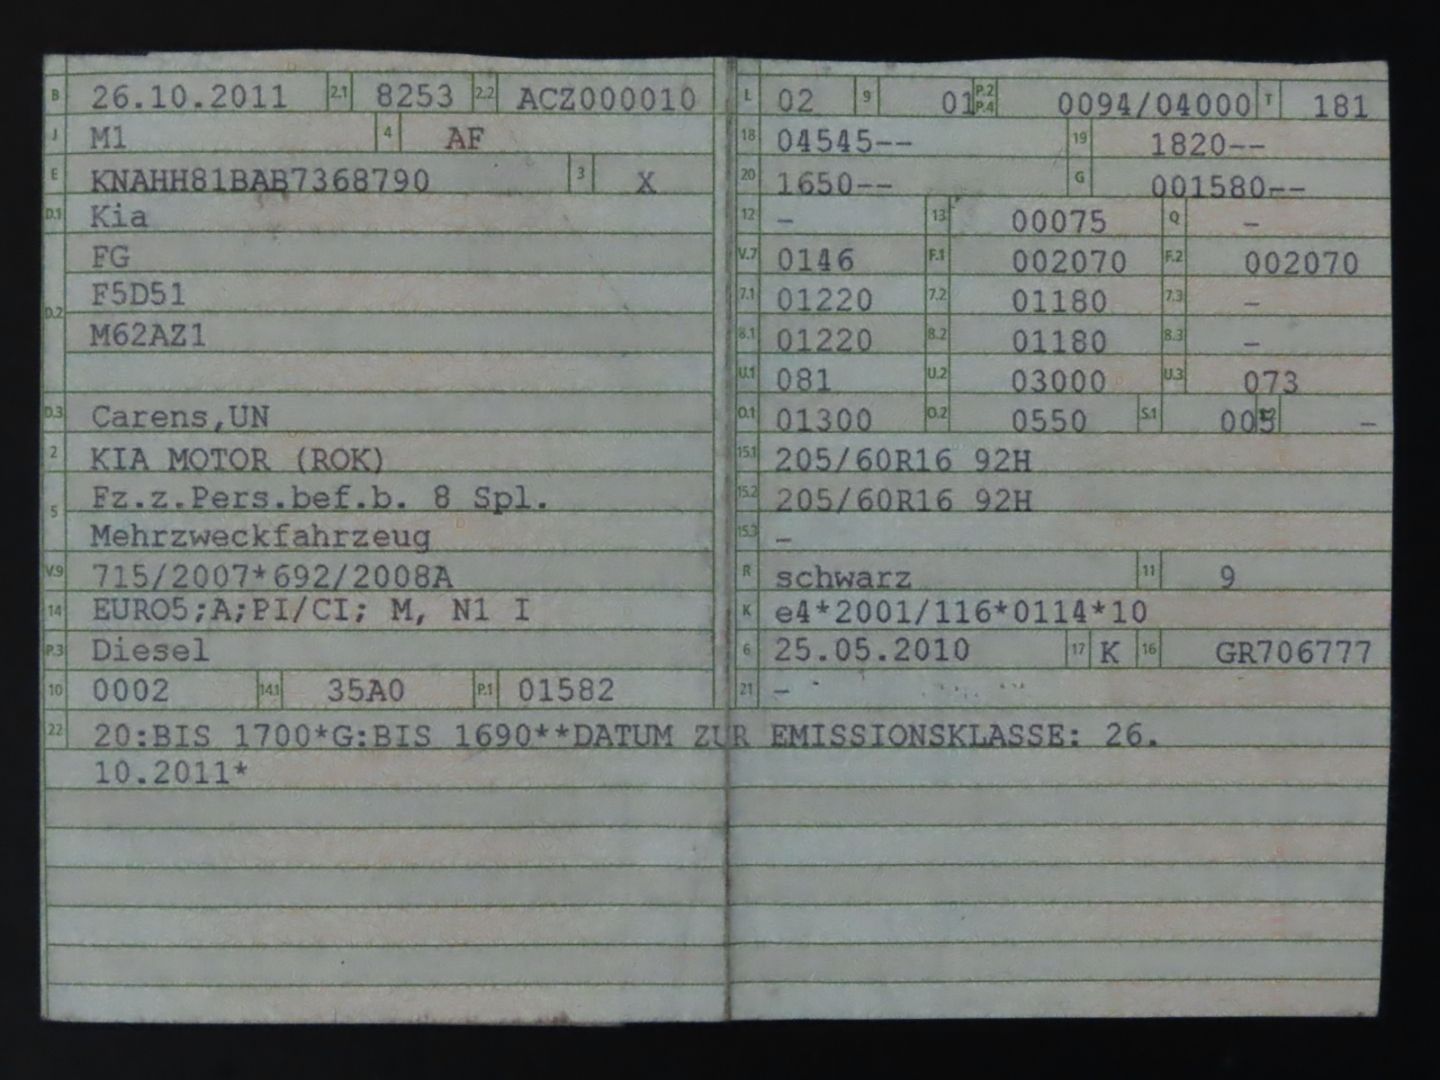 B 26.10.2011 2.1 8253 2.2 ACZ000010
J M1 4 AF
E KNAHH81BAB7368790 3 X
D.1 Kia
D.2 FG
F5D51
M62AZ1
D.3 Carens,UN
2 KIA MOTOR (ROK)
5 Fz.z.Pers.bef.b. 8 Spl.
Mehrzweckfahrzeug
V.9 715/2007*692/2008A
14 EURO5;A;PI/CI; M, N1 I
P.3 Diesel
10 0002 14.1 35A0 P.1 01582
L 02 9 01 P.2 P.4 0094/04000 T 181
18 04545-- 19 1820--
20 1650-- G 001580--
12 - 13 00075 Q -
V.7 0146 F.1 002070 F.2 002070
7.1 01220 7.2 01180 7.3 -
8.1 01220 8.2 01180 8.3 -
U.1 081 U.2 03000 U.3 073
O.1 01300 O.2 0550 S.1 005 -
15.1 205/60R16 92H
15.2 205/60R16 92H
15.3 -
R schwarz 11 9
K e4*2001/116*0114*10
6 25.05.2010 17 K 16 GR706777
21 -
22 20:BIS 1700*G:BIS 1690**DATUM ZUR EMISSIONSKLASSE: 26.
10.2011*